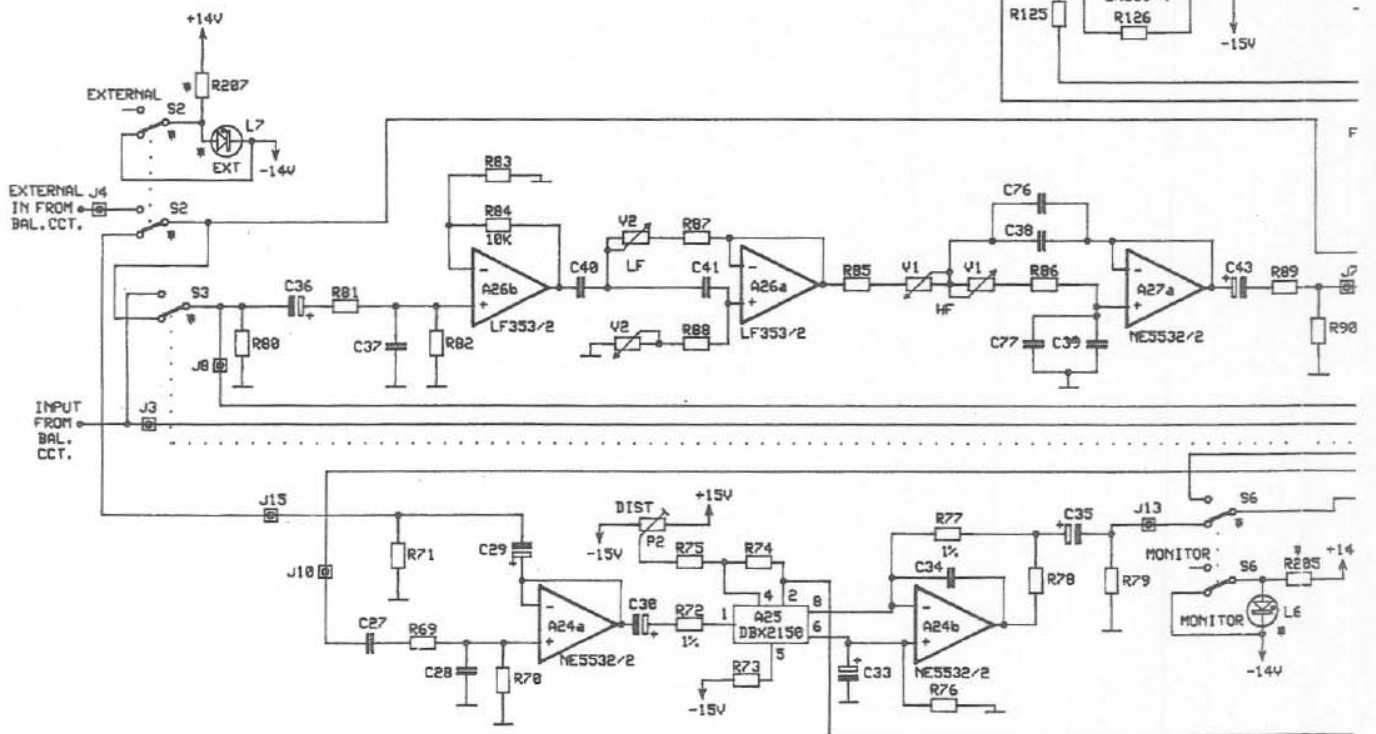 R125
R126
-15V
+14V
R207
EXTERNAL
S2
L7
EXT
-14V
EXTERNAL J4
IN FROM
BAL.CCT.
S2
R83
R84
10K
V2
LF
R87
C76
C38
C36
R81
A26b
LF353/2
C40
C41
A26a
LF353/2
R85
V1
V1
HF
R86
A27a
NE5532/2
C43
R89
J7
S3
R80
C37
R82
V2
R88
C77
C39
R90
J8
INPUT
FROM
BAL.
CCT.
J3
F
J15
DIST
+15V
-15V
P2
R77
1%
C35
J13
S6
R71
C29
R75
R74
C34
MONITOR
R205
+14
J10
R78
R79
S6
C27
R69
A24a
C30
R72
1%
1
4
2
8
A25
DBX2150
6
5
A24b
MONITOR
L6
C28
R70
NE5532/2
R73
-15V
C33
NE5532/2
R76
-14V